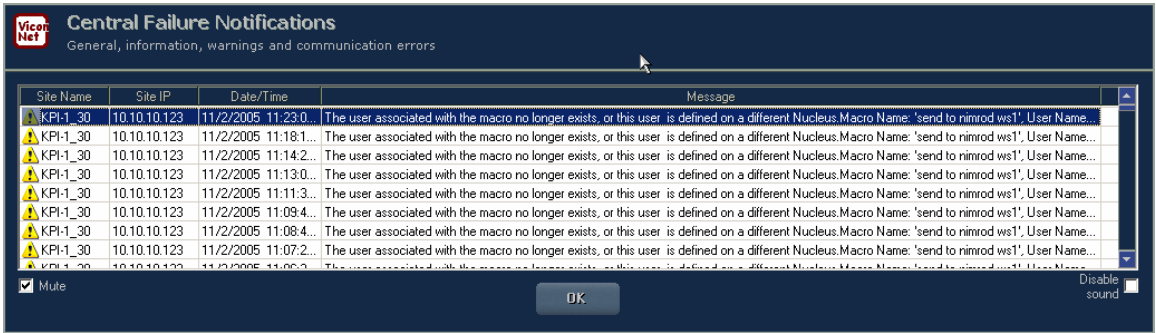 Vicon
Net
Central Failure Notifications
General, information, warnings and communication errors
Site Name Site IP Date/Time Message
KPI-1_30 10.10.10.123 11/2/2005 11:23:0... The user associated with the macro no longer exists, or this user is defined on a different Nucleus.Macro Name: 'send to nimrod ws1', User Name...
KPI-1_30 10.10.10.123 11/2/2005 11:18:1... The user associated with the macro no longer exists, or this user is defined on a different Nucleus.Macro Name: 'send to nimrod ws1', User Name...
KPI-1_30 10.10.10.123 11/2/2005 11:14:2... The user associated with the macro no longer exists, or this user is defined on a different Nucleus.Macro Name: 'send to nimrod ws1', User Name...
KPI-1_30 10.10.10.123 11/2/2005 11:13:0... The user associated with the macro no longer exists, or this user is defined on a different Nucleus.Macro Name: 'send to nimrod ws1', User Name...
KPI-1_30 10.10.10.123 11/2/2005 11:11:3... The user associated with the macro no longer exists, or this user is defined on a different Nucleus.Macro Name: 'send to nimrod ws1', User Name...
KPI-1_30 10.10.10.123 11/2/2005 11:09:4... The user associated with the macro no longer exists, or this user is defined on a different Nucleus.Macro Name: 'send to nimrod ws1', User Name...
KPI-1_30 10.10.10.123 11/2/2005 11:08:4... The user associated with the macro no longer exists, or this user is defined on a different Nucleus.Macro Name: 'send to nimrod ws1', User Name...
KPI-1_30 10.10.10.123 11/2/2005 11:07:2... The user associated with the macro no longer exists, or this user is defined on a different Nucleus.Macro Name: 'send to nimrod ws1', User Name...
Mute
OK
Disable
sound